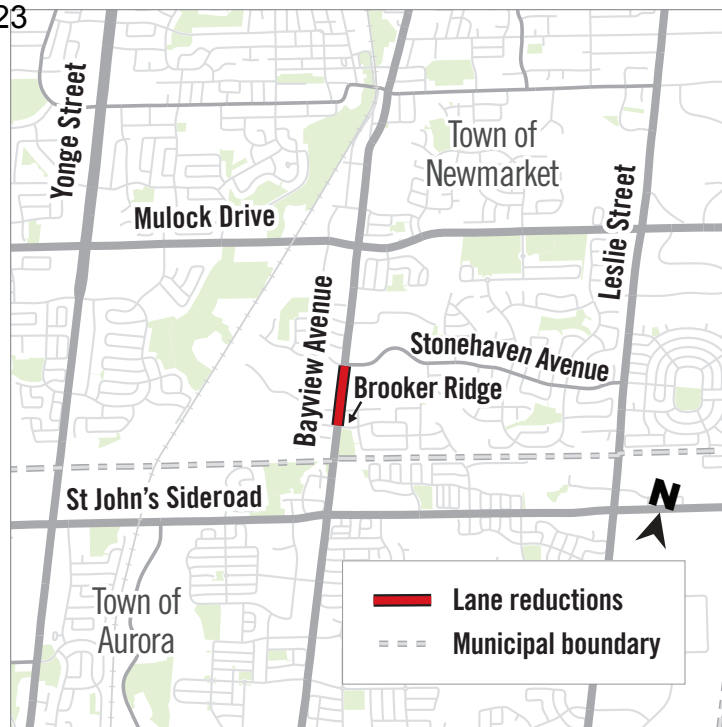 23
Yonge Street
Town of
Newmarket
Leslie Street
Mulock Drive
Bayview Avenue
Stonehaven Avenue
Brooker Ridge
St John's Sideroad
N
Town of
Aurora
Lane reductions
Municipal boundary